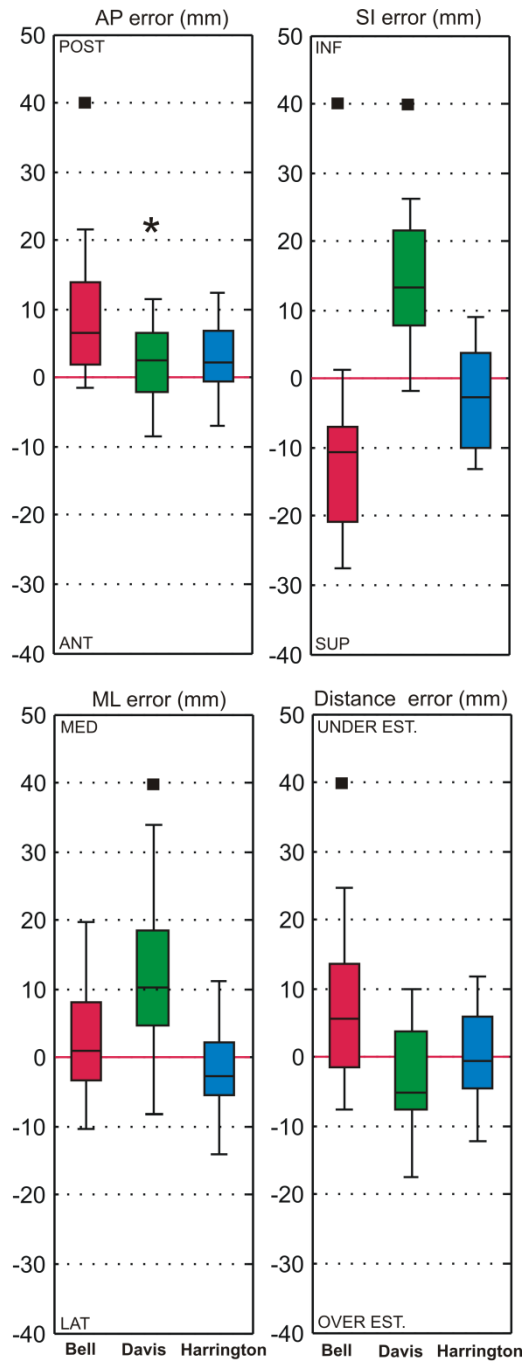 AP error (mm)
POST
50
40
30
20
*
10
0
-10
-20
-30
-40
ANT
SI error (mm)
INF
50
40
30
20
10
0
-10
-20
-30
-40
SUP
ML error (mm)
MED
50
40
30
20
10
0
-10
-20
-30
-40
LAT
Bell Davis Harrington
Distance error (mm)
UNDER EST.
50
40
30
20
10
0
-10
-20
-30
-40
OVER EST.
Bell Davis Harrington